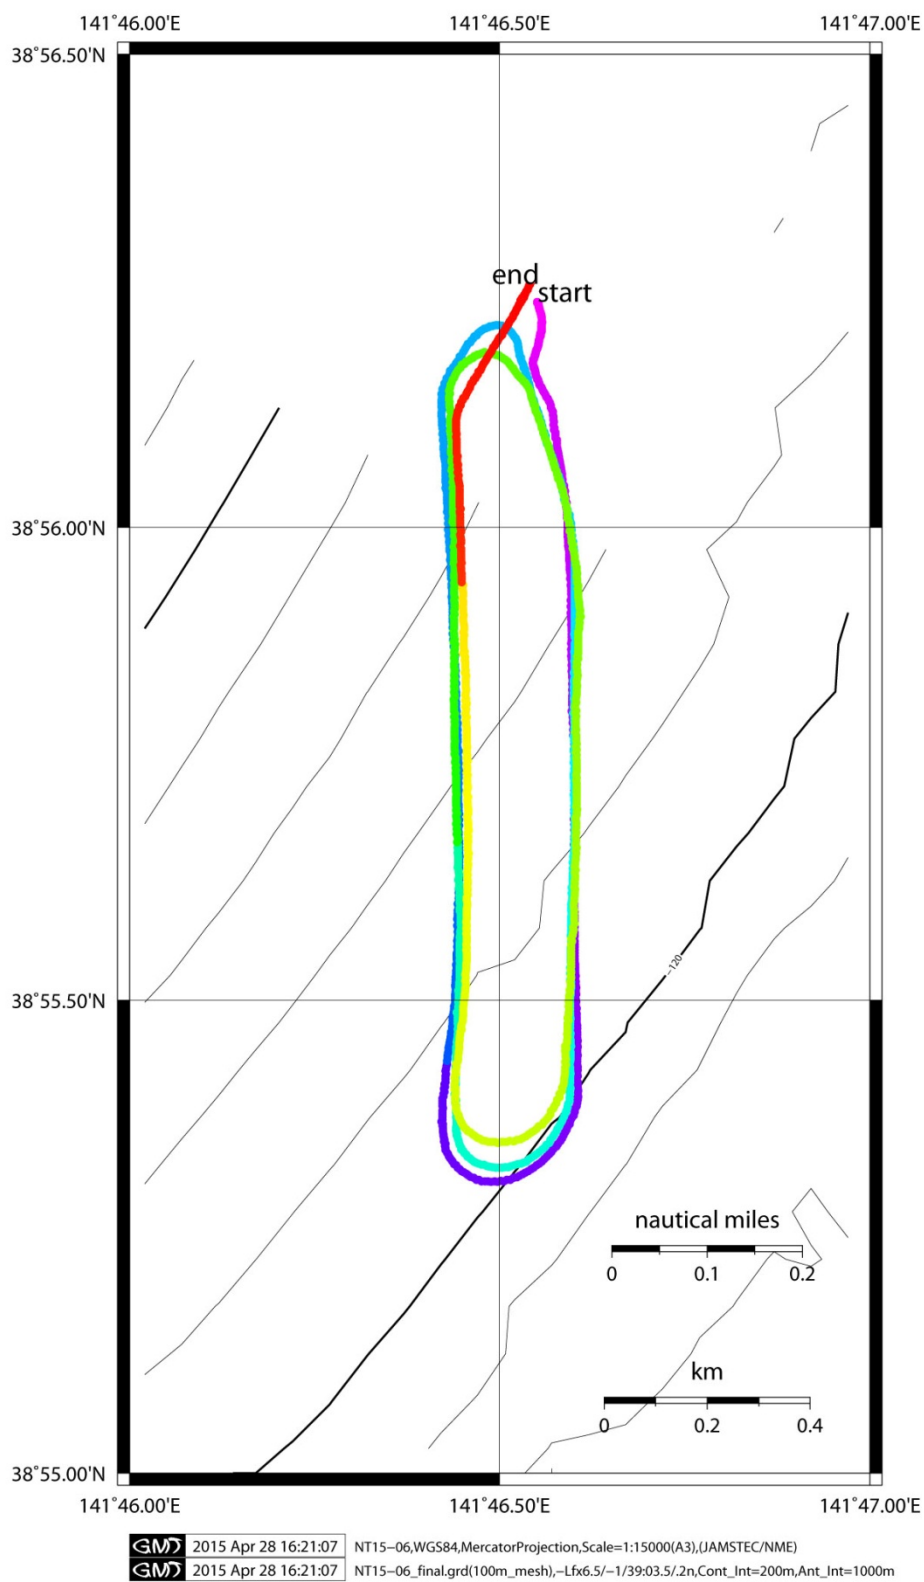 141˚46.00'E 141˚46.50'E 141˚47.00'E
38˚56.50'N
end
start
38˚56.00'N
-120
38˚55.50'N
nautical miles
0 0.1 0.2
km
0 0.2 0.4
38˚55.00'N
141˚46.00'E 141˚46.50'E 141˚47.00'E
GMT 2015 Apr 28 16:21:07 NT15-06,WGS84,MercatorProjection,Scale=1:15000(A3),(JAMSTEC/NME)
GMT 2015 Apr 28 16:21:07 NT15-06_final.grd(100m_mesh),-Lfx6.5/-1/39:03.5/.2n,Cont_Int=200m,Ant_Int=1000m